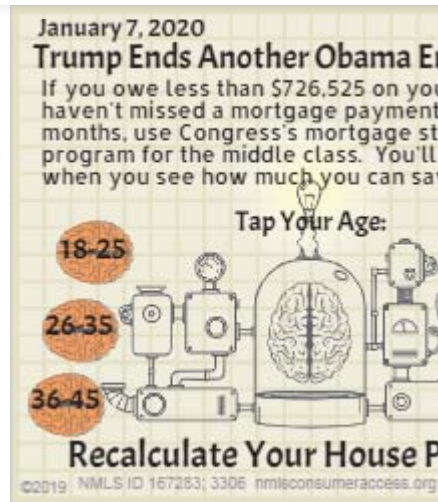 January 7, 2020
Trump Ends Another Obama E
If you owe less than $726,525 on you
haven't missed a mortgage payment
months, use Congress's mortgage st
program for the middle class. You'll
when you see how much you can sav
Tap Your Age:
18-25
26-35
36-45
Recalculate Your House P
©2019 NMLS ID 167283; 3306 nmlsconsumeraccess.org